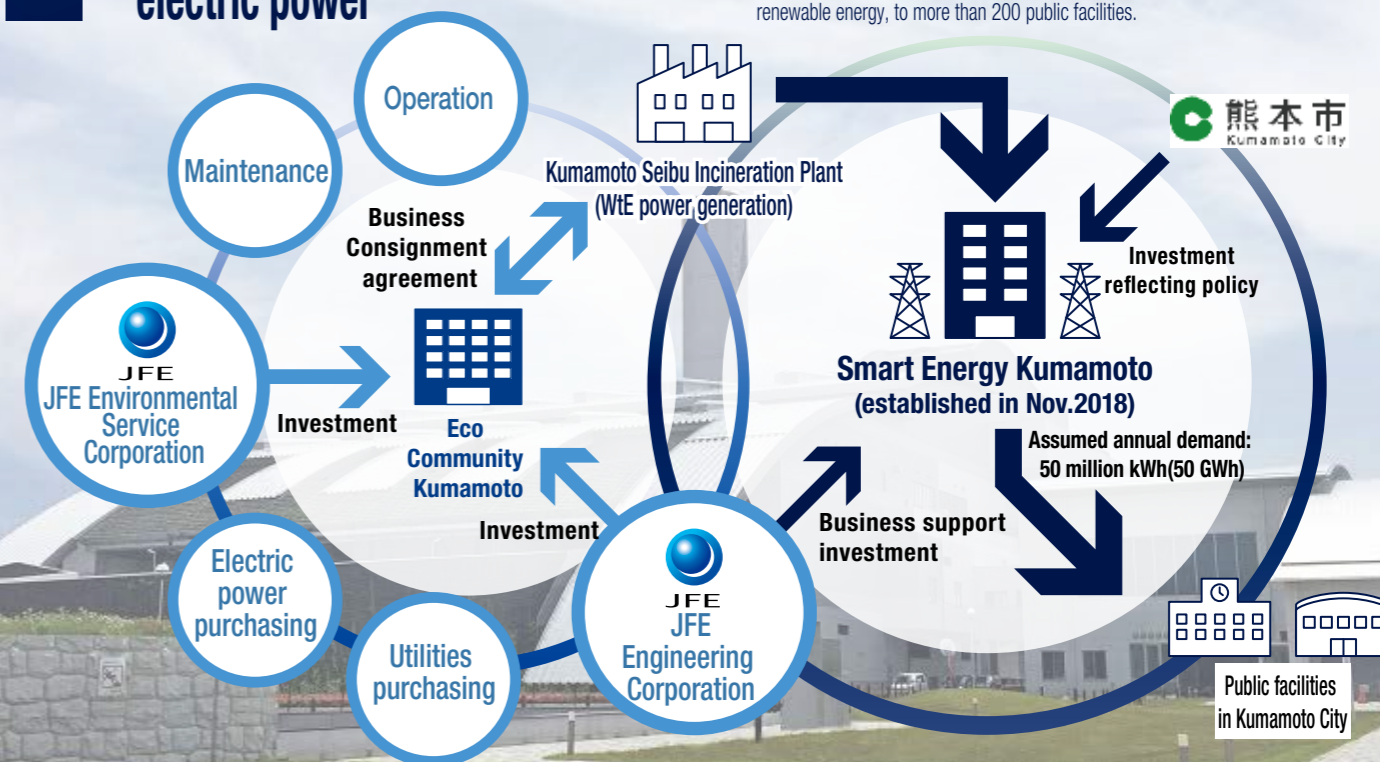 electric power
renewable energy, to more than 200 public facilities.
Operation
Maintenance
Kumamoto Seibu Incineration Plant
(WtE power generation)
熊本市
Kumamoto City
Business
Consignment
agreement
Investment
reflecting policy
JFE
JFE Environmental
Service
Corporation
Investment
Eco
Community
Kumamoto
Smart Energy Kumamoto
(established in Nov.2018)
Assumed annual demand:
50 million kWh(50 GWh)
Investment
Business support
investment
Electric
power
purchasing
Utilities
purchasing
JFE
JFE
Engineering
Corporation
Public facilities
in Kumamoto City